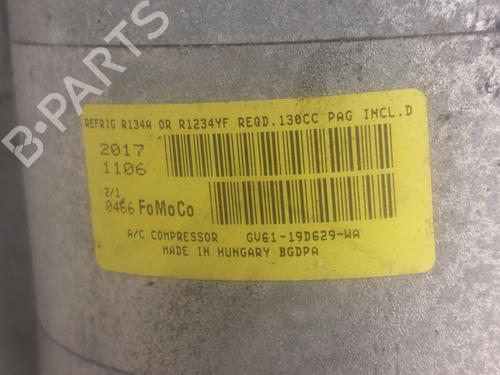 B-PARTS
REFRIG R134A OR R1234YF REQD.130CC PAG INCL.D
2017
1106
2/1
0466 FoMoCo
A/C COMPRESSOR GV61-19D629-WA
MADE IN HUNGARY BGDPA